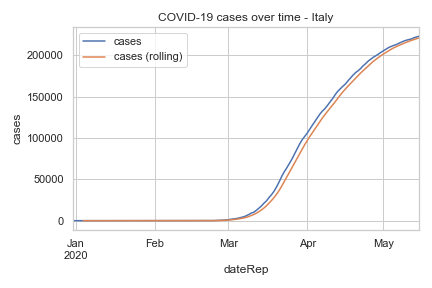 COVID-19 cases over time - Italy
cases
cases (rolling)
cases
200000
150000
100000
50000
0
Jan
2020
Feb
Mar
Apr
May
dateRep